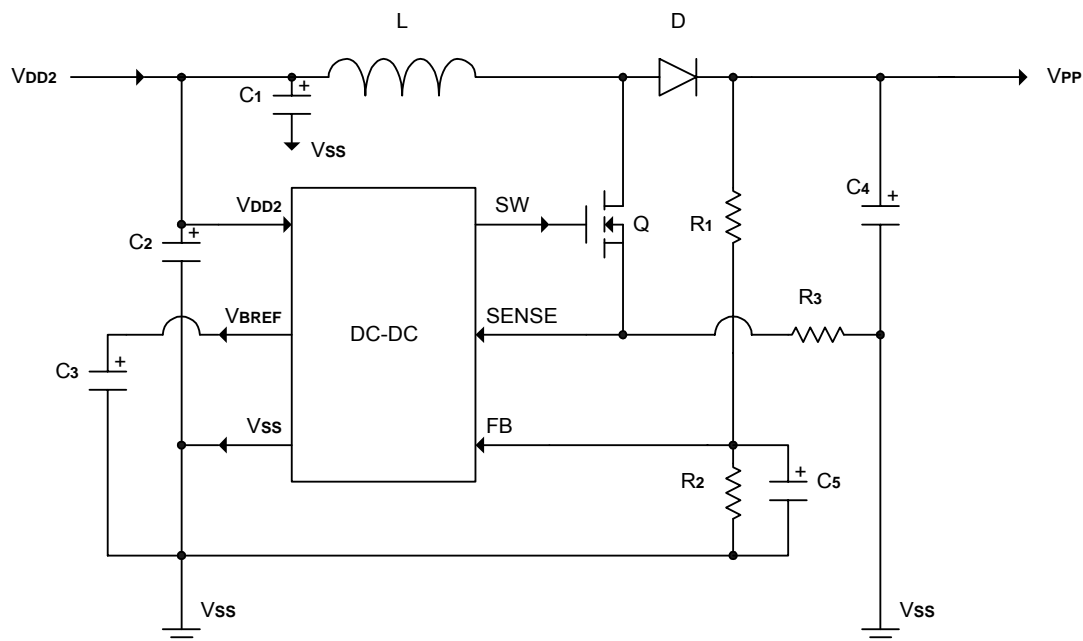 L
D
VDD2
C1
+
VSS
VPP
VDD2
SW
C2
+
Q
R1
C4
+
VBREF
DC-DC
SENSE
R3
C3
+
VSS
FB
R2
+
C5
VSS
VSS